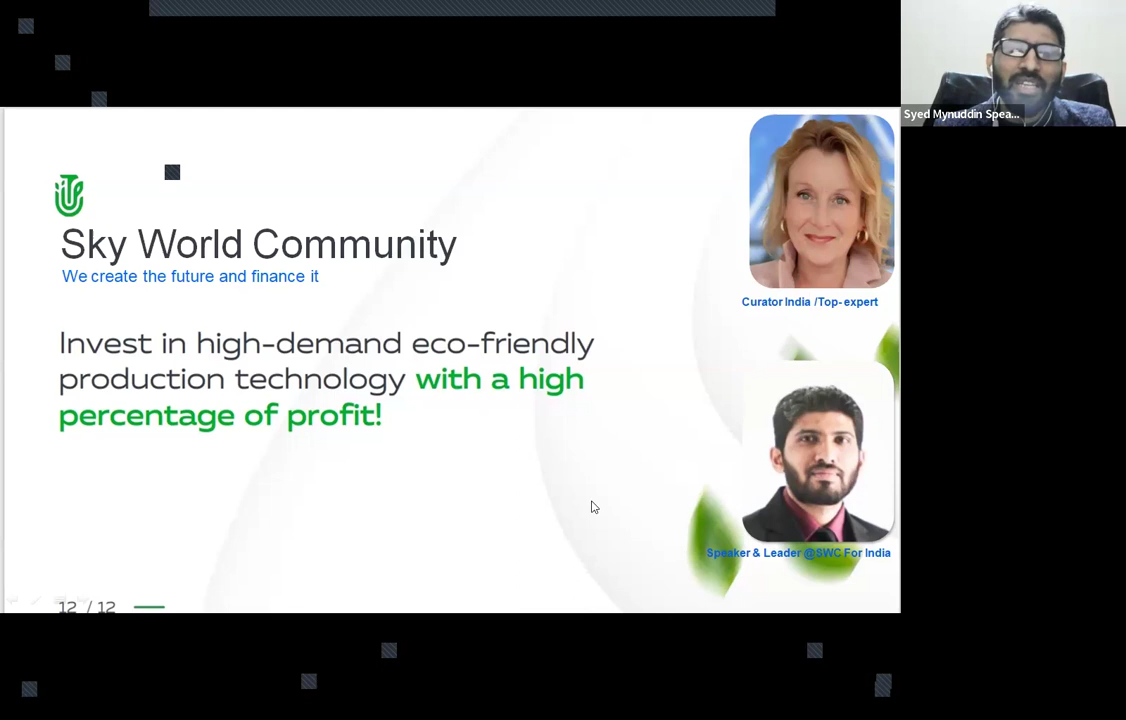 Syed Mynuddin Spea...
Sky World Community
We create the future and finance it
Curator India /Top-expert
Invest in high-demand eco-friendly
production technology with a high
percentage of profit!
Speaker & Leader @SWC For India
12 / 12